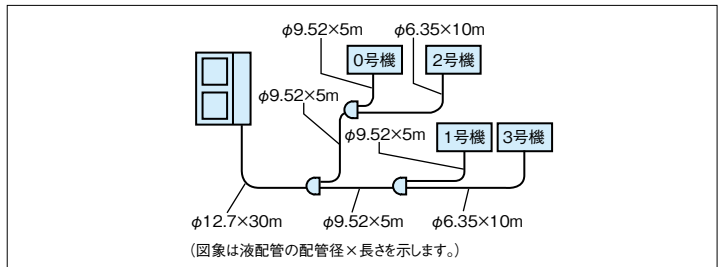 φ9.52×5m
φ6.35×10m
0号機
2号機
φ9.52×5m
φ9.52×5m
1号機
3号機
φ12.7×30m
φ9.52×5m
φ6.35×10m
(図象は液配管の配管径×長さを示します。)